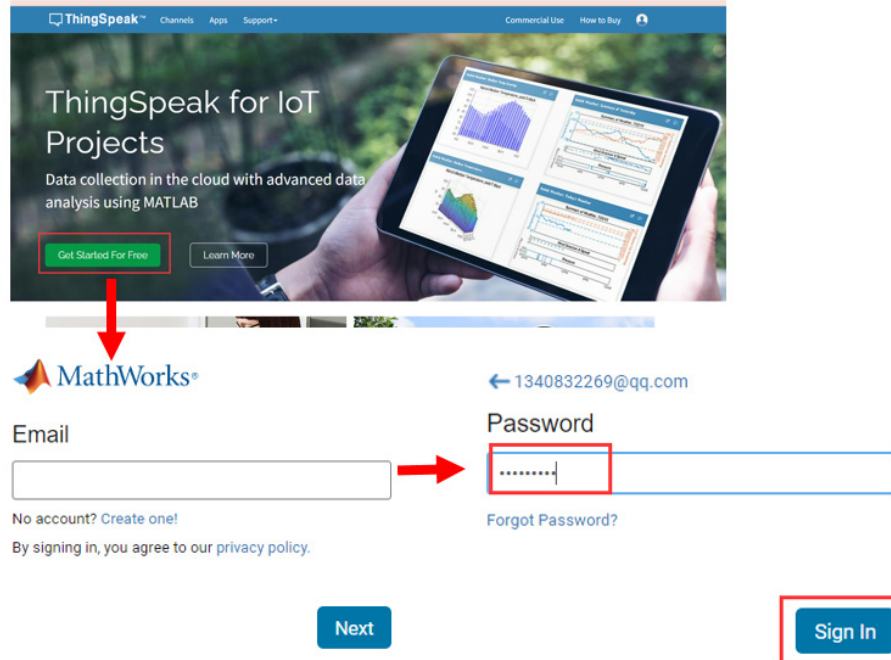 ThingSpeak™ Channels Apps Support Commercial Use How to Buy
ThingSpeak for IoT
Projects
Data collection in the cloud with advanced data
analysis using MATLAB
Get Started For Free Learn More
MathWorks®
Email
No account? Create one!
By signing in, you agree to our privacy policy.
Next
1340832269@qq.com
Password
Forgot Password?
Sign In